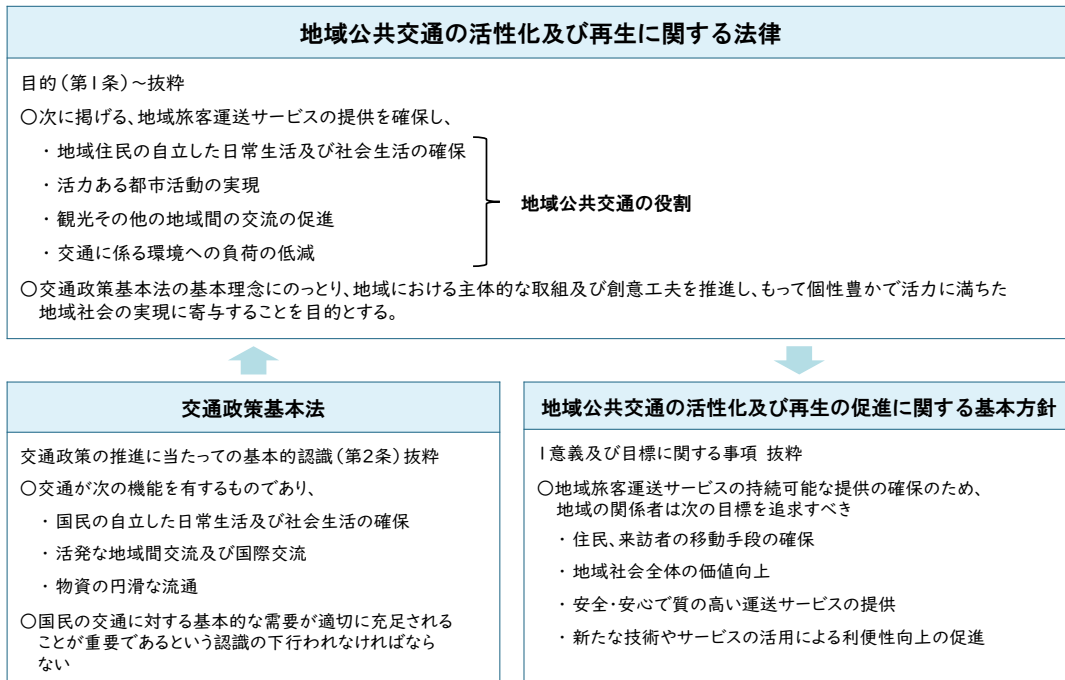 地域公共交通の活性化及び再生に関する法律
目的(第1条)~抜粋
○次に掲げる、地域旅客運送サービスの提供を確保し、
・地域住民の自立した日常生活及び社会生活の確保
・活力ある都市活動の実現
・観光その他の地域間の交流の促進
・交通に係る環境への負荷の低減
地域公共交通の役割
○交通政策基本法の基本理念にのっとり、地域における主体的な取組及び創意工夫を推進し、もって個性豊かで活力に満ちた
地域社会の実現に寄与することを目的とする。
交通政策基本法
交通政策の推進に当たっての基本的認識(第2条)抜粋
○交通が次の機能を有するものであり、
・国民の自立した日常生活及び社会生活の確保
・活発な地域間交流及び国際交流
・物資の円滑な流通
○国民の交通に対する基本的な需要が適切に充足される
ことが重要であるという認識の下行われなければなら
ない
地域公共交通の活性化及び再生の促進に関する基本方針
1意義及び目標に関する事項 抜粋
○地域旅客運送サービスの持続可能な提供の確保のため、
地域の関係者は次の目標を追求すべき
・住民、来訪者の移動手段の確保
・地域社会全体の価値向上
・安全・安心で質の高い運送サービスの提供
・新たな技術やサービスの活用による利便性向上の促進